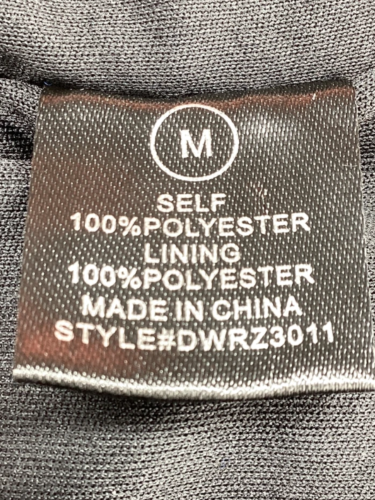 M
SELF
100%POLYESTER
LINING
100%POLYESTER
MADE IN CHINA
STYLE#DWRZ3011